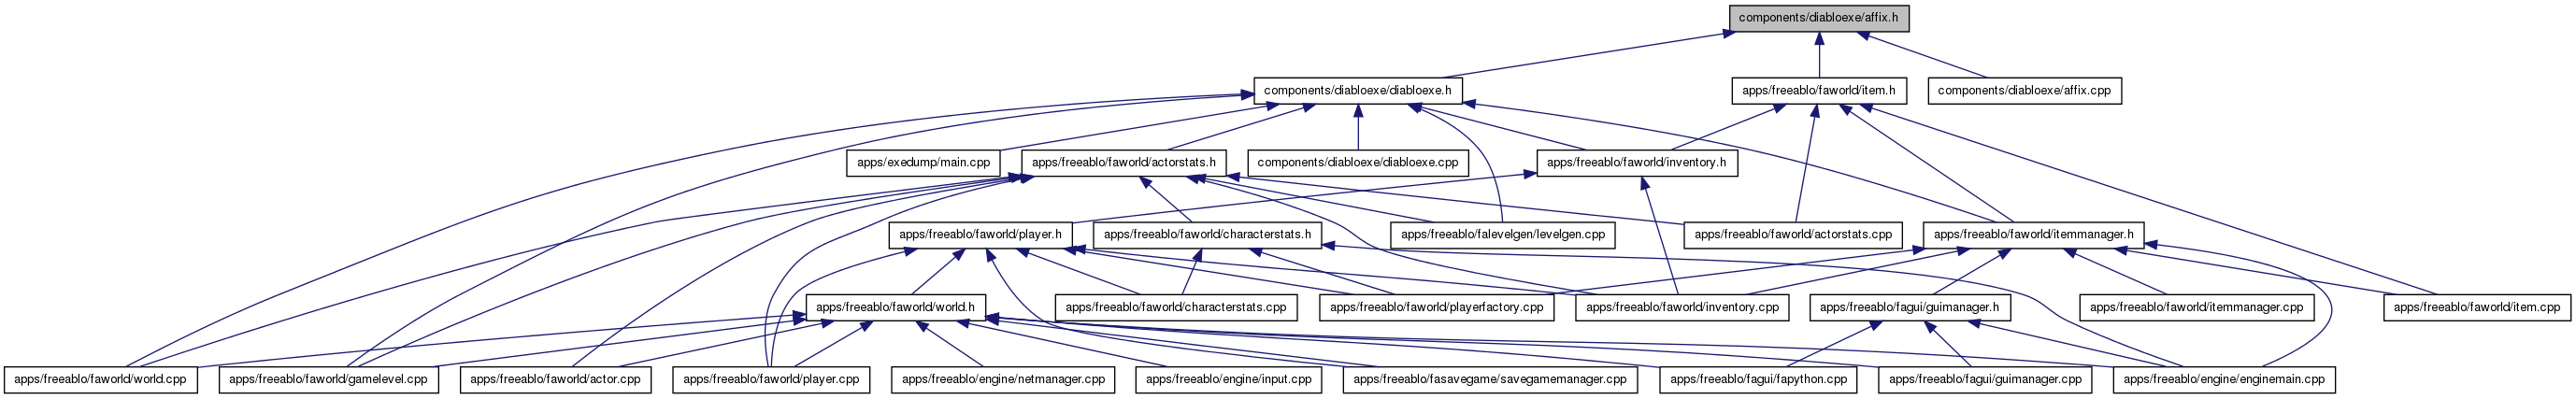 components/diabloexe/affix.h
components/diabloexe/diabloexe.h
apps/freeablo/faworld/item.h
components/diabloexe/affix.cpp
apps/exedump/main.cpp
apps/freeablo/faworld/actorstats.h
components/diabloexe/diabloexe.cpp
apps/freeablo/faworld/inventory.h
apps/freeablo/faworld/player.h
apps/freeablo/faworld/characterstats.h
apps/freeablo/falevelgen/levelgen.cpp
apps/freeablo/faworld/actorstats.cpp
apps/freeablo/faworld/itemmanager.h
apps/freeablo/faworld/world.h
apps/freeablo/faworld/characterstats.cpp
apps/freeablo/faworld/playerfactory.cpp
apps/freeablo/faworld/inventory.cpp
apps/freeablo/fagui/guimanager.h
apps/freeablo/faworld/itemmanager.cpp
apps/freeablo/faworld/item.cpp
apps/freeablo/faworld/world.cpp
apps/freeablo/faworld/gamelevel.cpp
apps/freeablo/faworld/actor.cpp
apps/freeablo/faworld/player.cpp
apps/freeablo/engine/netmanager.cpp
apps/freeablo/engine/input.cpp
apps/freeablo/fasavegame/savegamemanager.cpp
apps/freeablo/fagui/fapython.cpp
apps/freeablo/fagui/guimanager.cpp
apps/freeablo/engine/enginemain.cpp